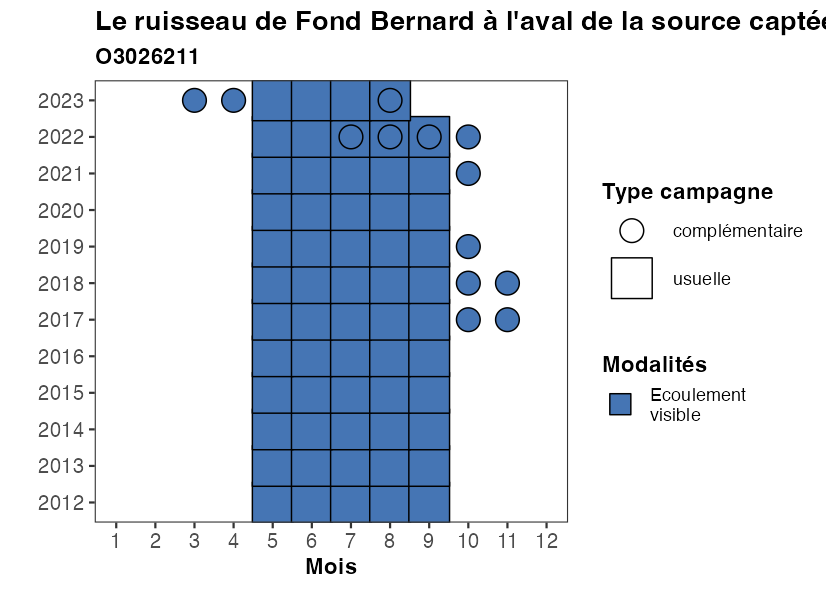 Le ruisseau de Fond Bernard à l'aval de la source captée
O3026211
2023
2022
2021
2020
2019
2018
2017
2016
2015
2014
2013
2012
1 2 3 4 5 6 7 8 9 10 11 12
Mois
Type campagne
complémentaire
usuelle
Modalités
Ecoulement
visible